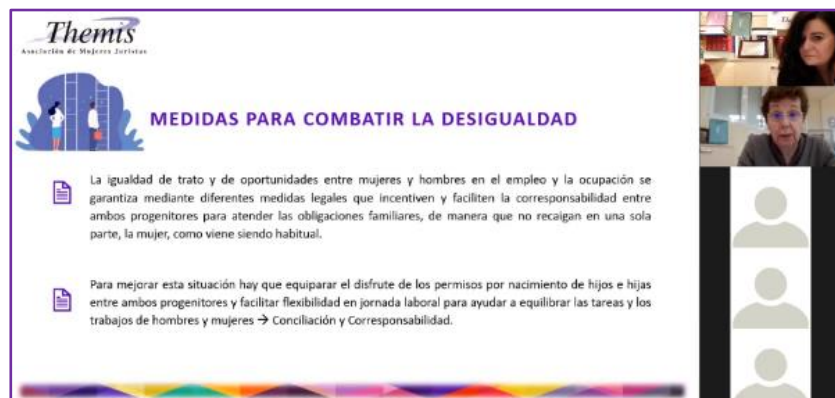 Themis
Asociación de Mujeres Juristas
MEDIDAS PARA COMBATIR LA DESIGUALDAD
La igualdad de trato y de oportunidades entre mujeres y hombres en el empleo y la ocupación se
garantiza mediante diferentes medidas legales que incentiven y faciliten la corresponsabilidad entre
ambos progenitores para atender las obligaciones familiares, de manera que no recaigan en una sola
parte, la mujer, como viene siendo habitual.
Para mejorar esta situación hay que equiparar el disfrute de los permisos por nacimiento de hijos e hijas
entre ambos progenitores y facilitar flexibilidad en jornada laboral para ayudar a equilibrar las tareas y los
trabajos de hombres y mujeres → Conciliación y Corresponsabilidad.